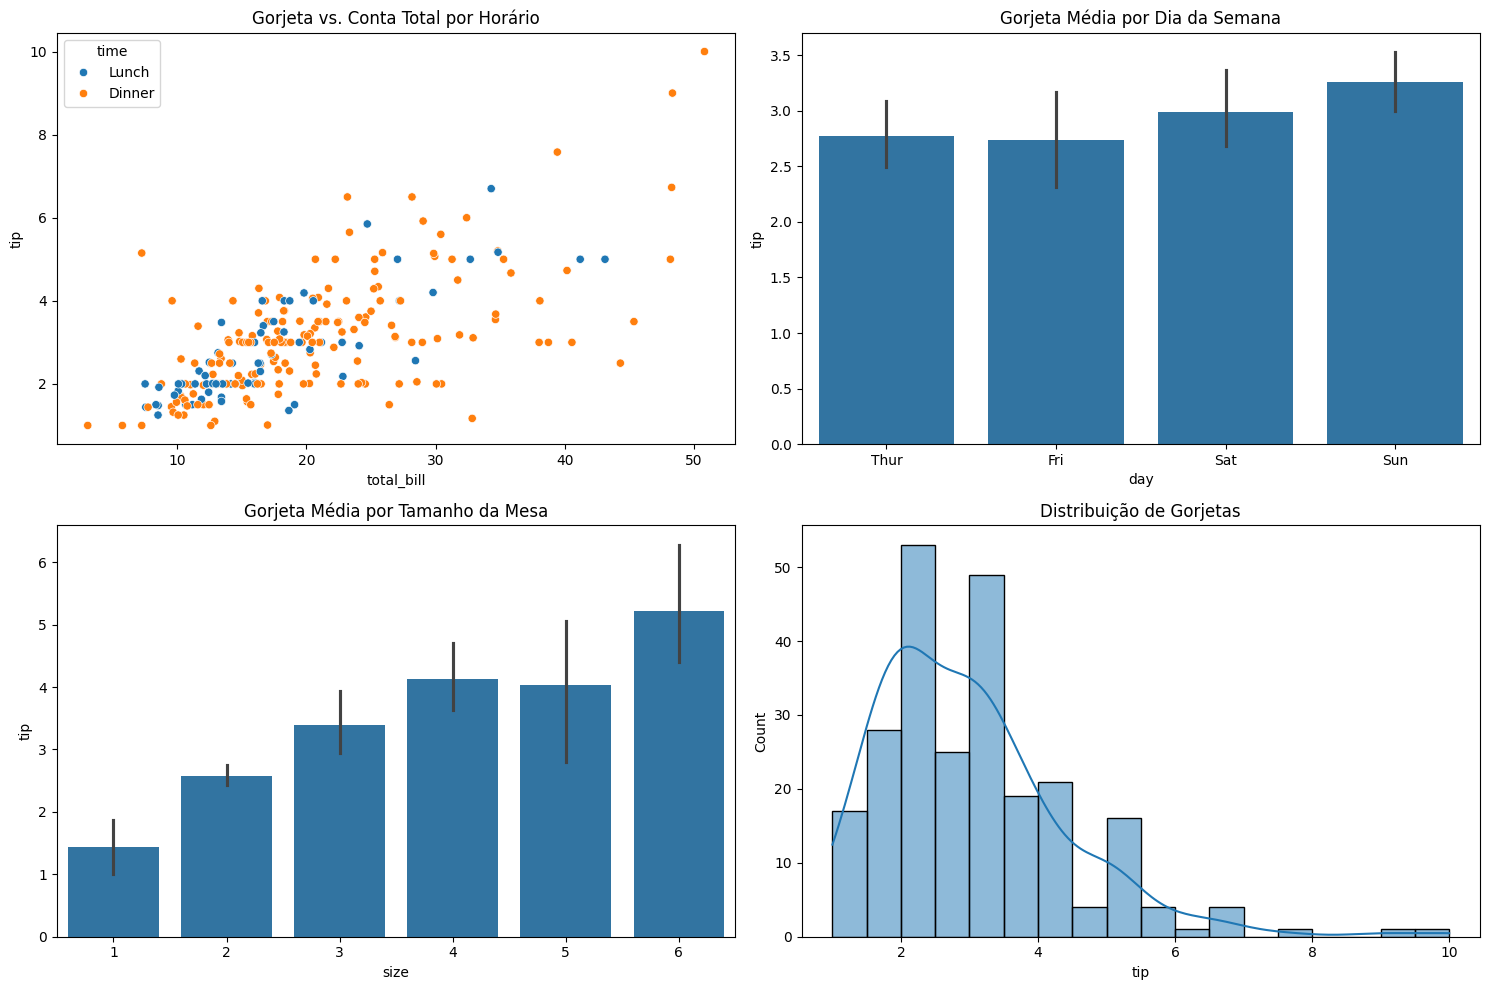 Gorjeta vs. Conta Total por Horário
time
Lunch
Dinner
10
8
6
4
2
tip
10 20 30 40 50
total_bill
Gorjeta Média por Dia da Semana
3.5
3.0
2.5
2.0
1.5
1.0
0.5
0.0
tip
Thur Fri Sat Sun
day
Gorjeta Média por Tamanho da Mesa
6
5
4
3
2
1
0
tip
1 2 3 4 5 6
size
Distribuição de Gorjetas
50
40
30
20
10
0
Count
2 4 6 8 10
tip